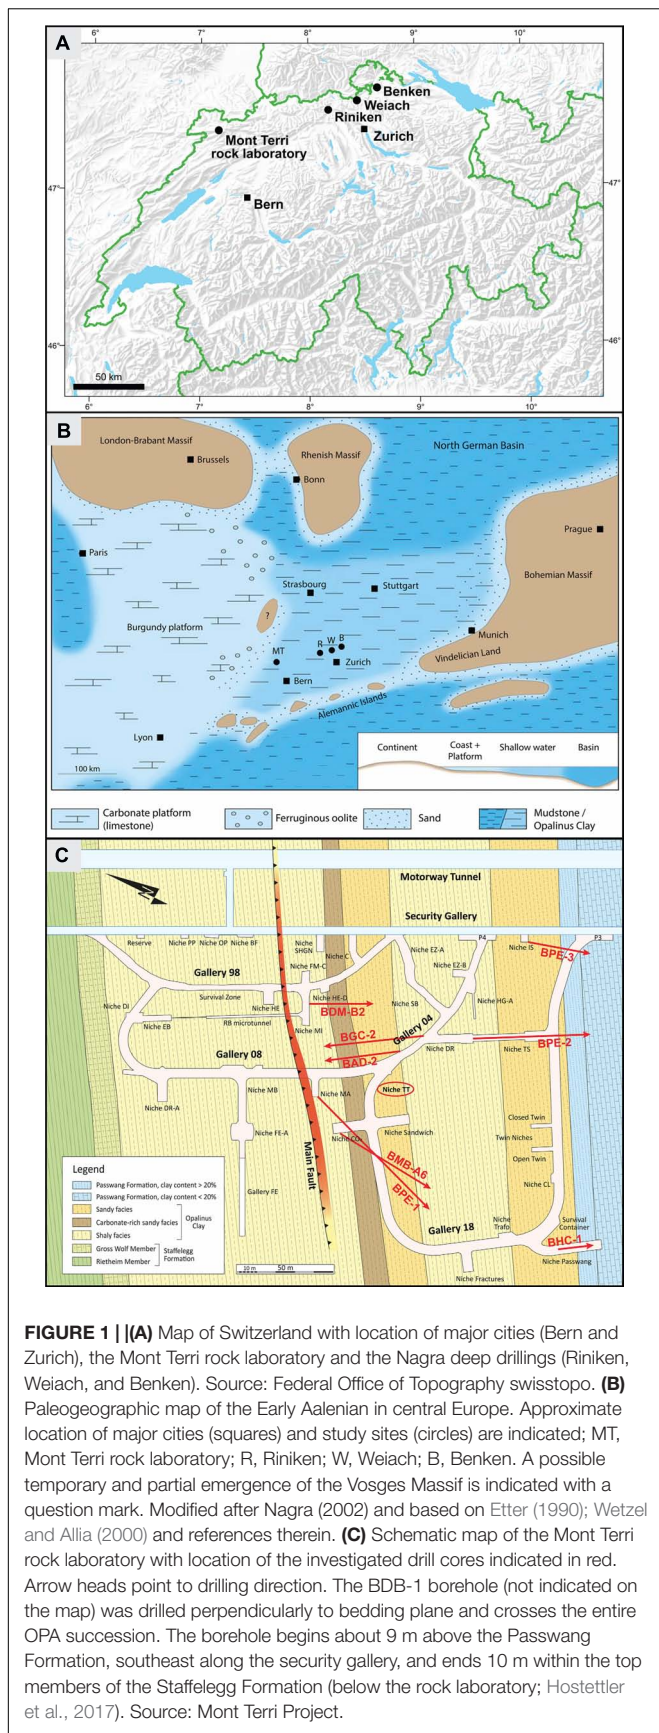 A
6°
7°
8°
9°
10°
Benken
Weiach
Riniken
Zurich
Mont Terri
rock laboratory
47°
47°
Bern
46°
46°
50 km
6°
7°
8°
9°
10°
B
London-Brabant Massif
Brussels
Rhenish Massif
Bonn
North German Basin
Prague
Paris
Bohemian Massif
Strasbourg
Stuttgart
?
Burgundy platform
MT
R
W
B
Zurich
Munich
Vindelician Land
Bern
Alemannic Islands
Lyon
100 km
Continent
Coast +
Platform
Shallow water
Basin
Carbonate platform
(limestone)
Ferruginous oolite
Sand
Mudstone /
Opalinus Clay
C
Motorway Tunnel
Security Gallery
Reserve
Niche PP
Niche OP
Niche BF
Niche
SHGN
Niche C
Niche EZ-A
P4
Niche IS
P3
BPE-3
Gallery 98
Niche FM-C
Niche EZ-B
Survival Zone
Niche HE
Niche HE-D
BDM-B2
Niche SB
Niche HG-A
Niche DI
Niche EB
RB microtunnel
Niche MI
BGC-2
Gallery 04
BPE-2
Gallery 08
BAD-2
Niche DR
Niche TS
Niche MB
Niche MA
Niche TT
Niche DR-A
Closed Twin
Niche FE-A
Niche CO₂
Niche Sandwich
Twin Niches
Main Fault
Open Twin
BMB-A6
Gallery FE
BPE-1
Niche CL
Legend
Passwang Formation, clay content > 20%
Passwang Formation, clay content < 20%
Sandy facies
Carbonate-rich sandy facies
Shaly facies
Opalinus
Clay
Gross Wolf Member
Rietheim Member
Staffelegg
Formation
Gallery 18
Niche
Trafo
Survival
Container
BHC-1
Niche Passwang
Niche Fractures
10 m
50 m
FIGURE 1 | |(A) Map of Switzerland with location of major cities (Bern and
Zurich), the Mont Terri rock laboratory and the Nagra deep drillings (Riniken,
Weiach, and Benken). Source: Federal Office of Topography swisstopo. (B)
Paleogeographic map of the Early Aalenian in central Europe. Approximate
location of major cities (squares) and study sites (circles) are indicated; MT,
Mont Terri rock laboratory; R, Riniken; W, Weiach; B, Benken. A possible
temporary and partial emergence of the Vosges Massif is indicated with a
question mark. Modified after Nagra (2002) and based on Etter (1990); Wetzel
and Allia (2000) and references therein. (C) Schematic map of the Mont Terri
rock laboratory with location of the investigated drill cores indicated in red.
Arrow heads point to drilling direction. The BDB-1 borehole (not indicated on
the map) was drilled perpendicularly to bedding plane and crosses the entire
OPA succession. The borehole begins about 9 m above the Passwang
Formation, southeast along the security gallery, and ends 10 m within the top
members of the Staffelegg Formation (below the rock laboratory; Hostettler
et al., 2017). Source: Mont Terri Project.